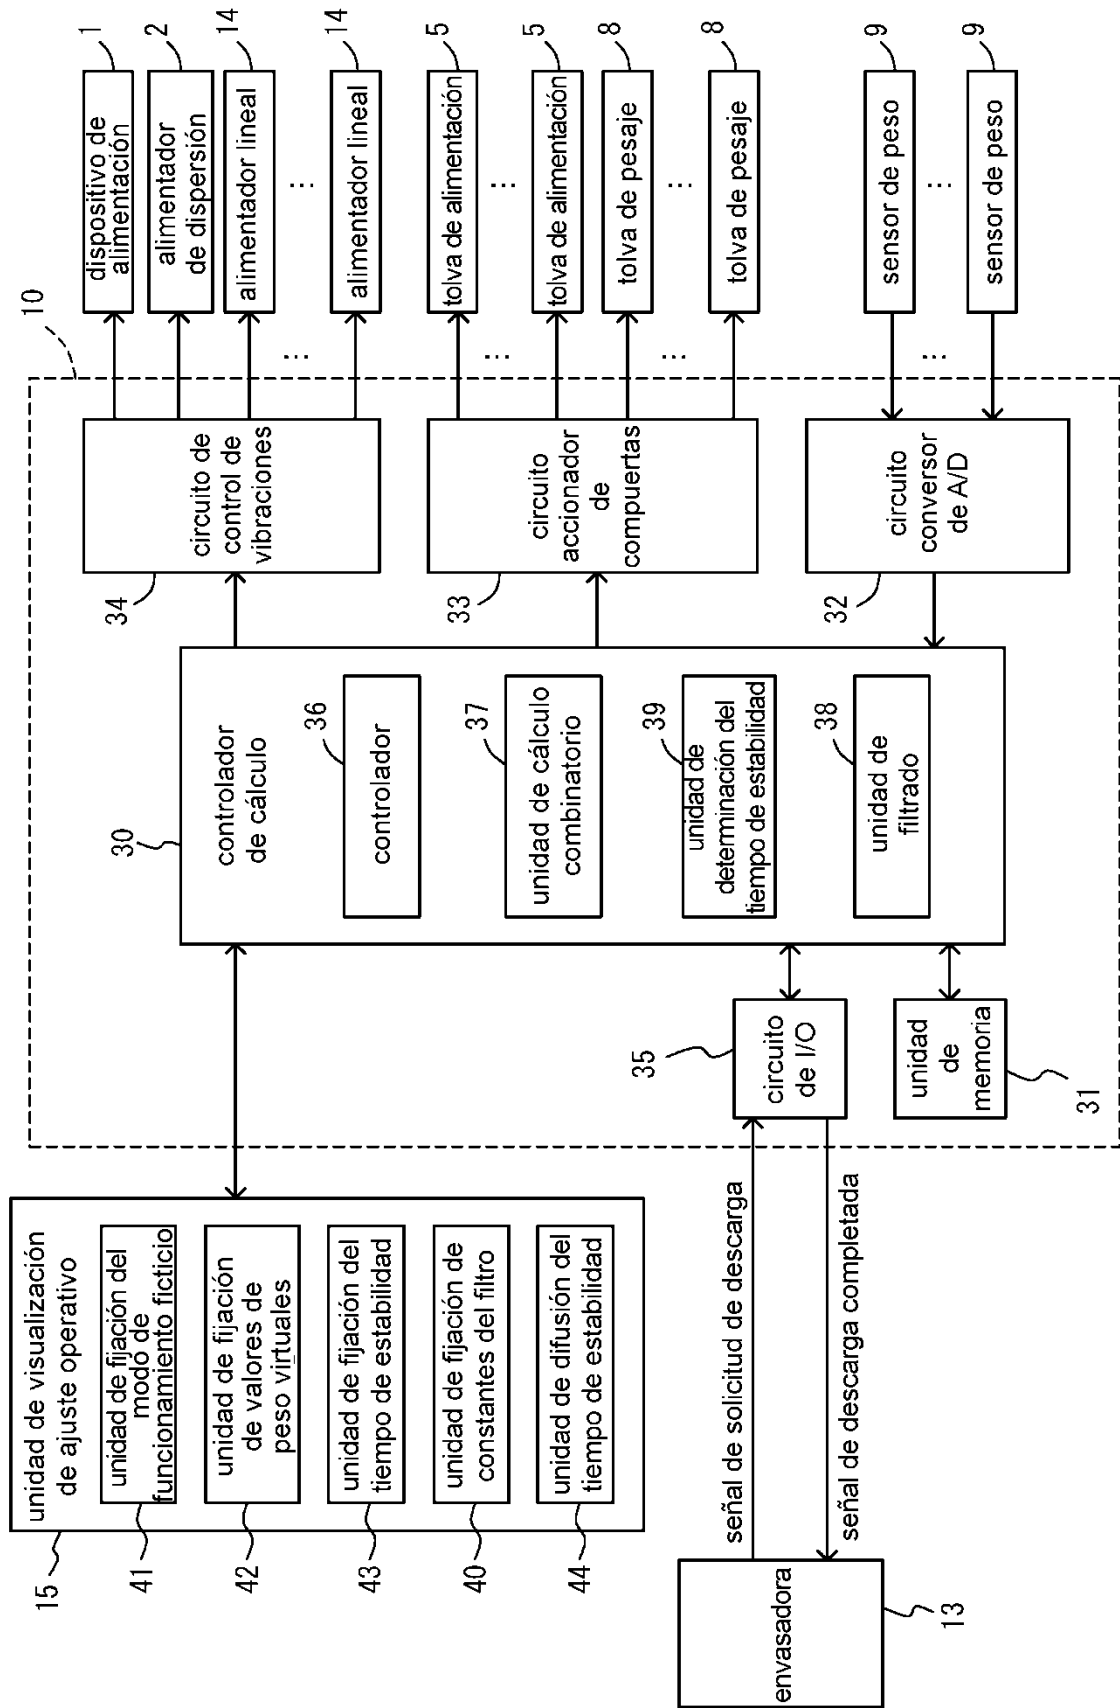 unidad de visualización
de ajuste operativo
15
unidad de fijación del
modo de
funcionamiento ficticio
41
unidad de fijación
de valores de
peso virtuales
42
unidad de fijación del
tiempo de estabilidad
43
unidad de fijación de
constantes del filtro
40
unidad de difusión del
tiempo de estabilidad
44
envasadora
13
señal de solicitud de descarga
señal de descarga completada
10
30
controlador
de cálculo
36
controlador
37
unidad de cálculo
combinatorio
39
unidad de
determinación del
tiempo de estabilidad
38
unidad de
filtrado
35
circuito
de I/O
31
unidad
de
memoria
34
circuito de
control de
vibraciones
33
circuito
accionador
de
compuertas
32
circuito
conversor
de A/D
dispositivo de
alimentación
1
alimentador
de dispersión
2
alimentador lineal
14
...
...
alimentador lineal
14
tolva de alimentación
5
...
...
tolva de alimentación
5
tolva de pesaje
8
...
...
tolva de pesaje
8
sensor de peso
9
...
...
sensor de peso
9